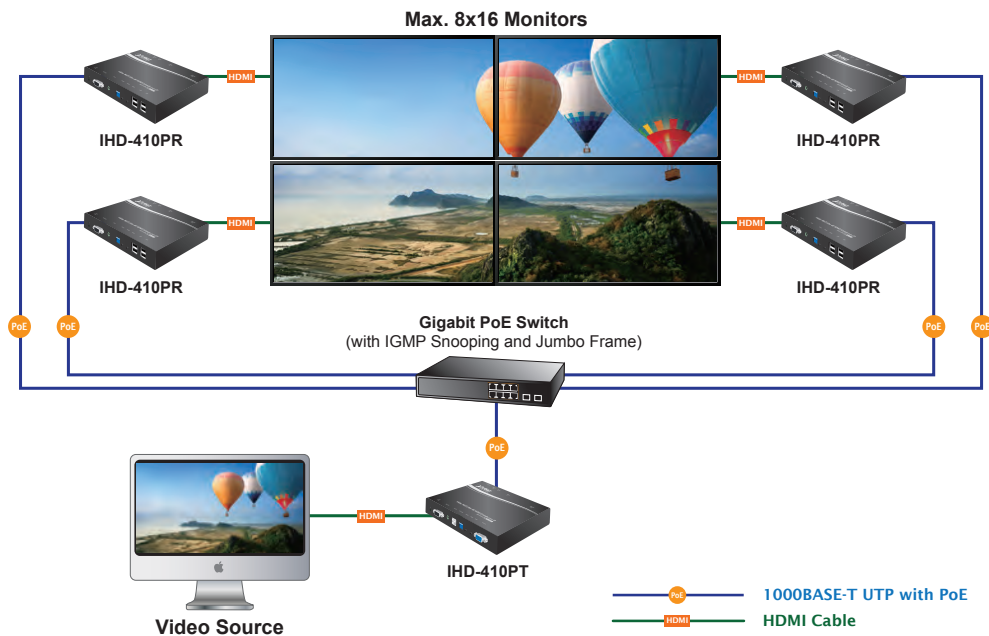 Max. 8x16 Monitors
HDMI
HDMI
IHD-410PR
IHD-410PR
HDMI
HDMI
IHD-410PR
IHD-410PR
PoE
PoE
Gigabit PoE Switch
(with IGMP Snooping and Jumbo Frame)
PoE
PoE
PoE
HDMI
IHD-410PT
Video Source
PoE
1000BASE-T UTP with PoE
HDMI
HDMI Cable